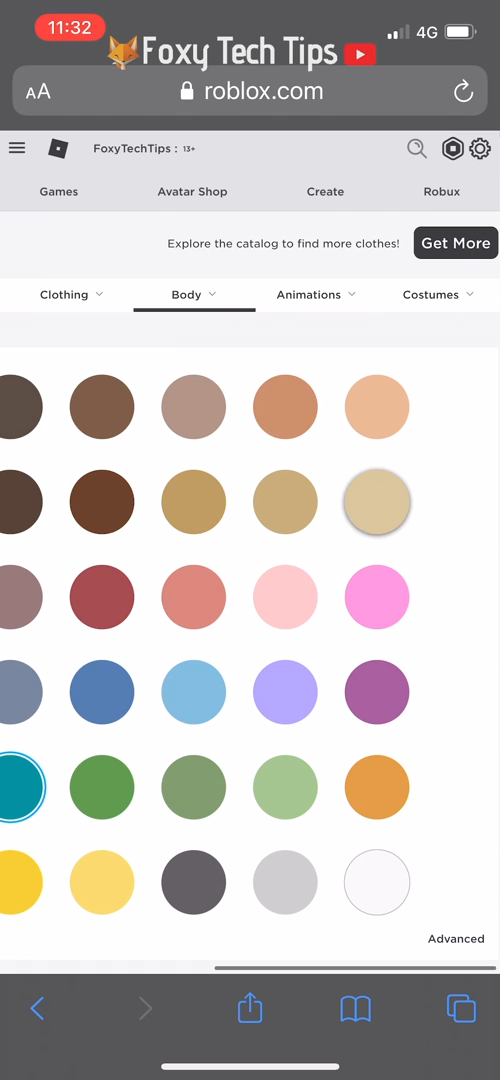 11:32
4G
Foxy Tech Tips
AA
roblox.com
FoxyTechTips : 13+
Games
Avatar Shop
Create
Robux
Explore the catalog to find more clothes!
Get More
Clothing
Body
Animations
Costumes
Advanced